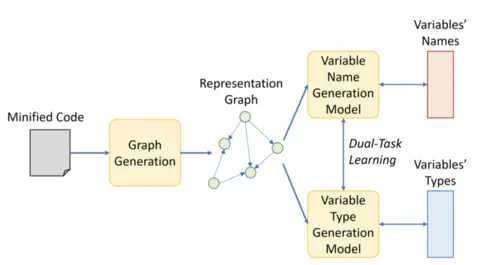 Minified Code
Graph
Generation
Representation
Graph
Variable
Name
Generation
Model
Variables'
Names
Dual-Task
Learning
Variable
Type
Generation
Model
Variables'
Types